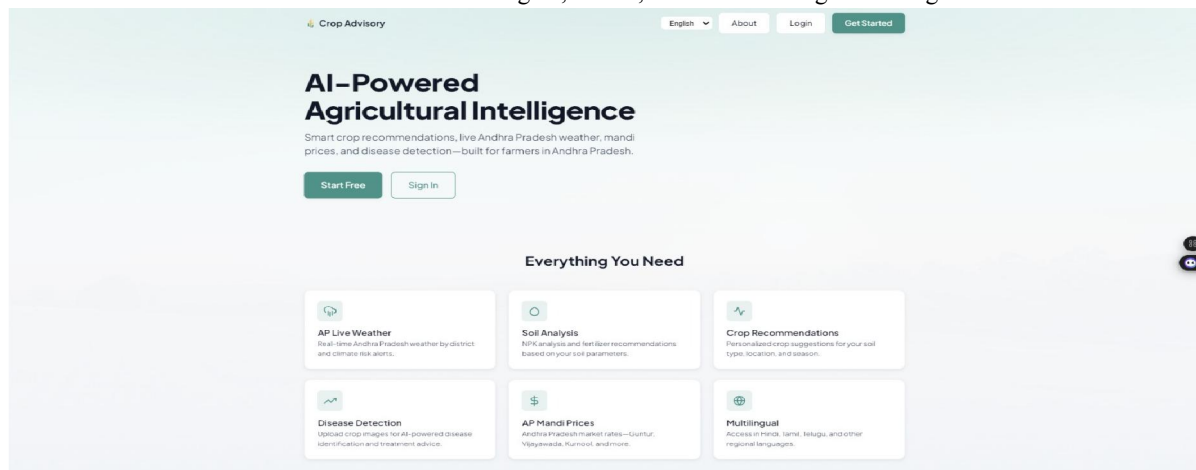 Crop Advisory
English
About
Login
Get Started
AI-Powered
Agricultural Intelligence
Smart crop recommendations, live Andhra Pradesh weather, mandi
prices, and disease detection—built for farmers in Andhra Pradesh.
Start Free
Sign In
Everything You Need
AP Live Weather
Real-time Andhra Pradesh weather by district
and climate risk alerts.
Soil Analysis
NPK analysis and fertilizer recommendations
based on your soil parameters.
Crop Recommendations
Personalized crop suggestions for your soil
type, location, and season.
Disease Detection
Upload crop images for AI-powered disease
identification and treatment advice.
AP Mandi Prices
Andhra Pradesh market rates—Guntur,
Vijayawada, Kurnool, and more.
Multilingual
Access in Hindi, Tamil, Telugu, and other
regional languages.